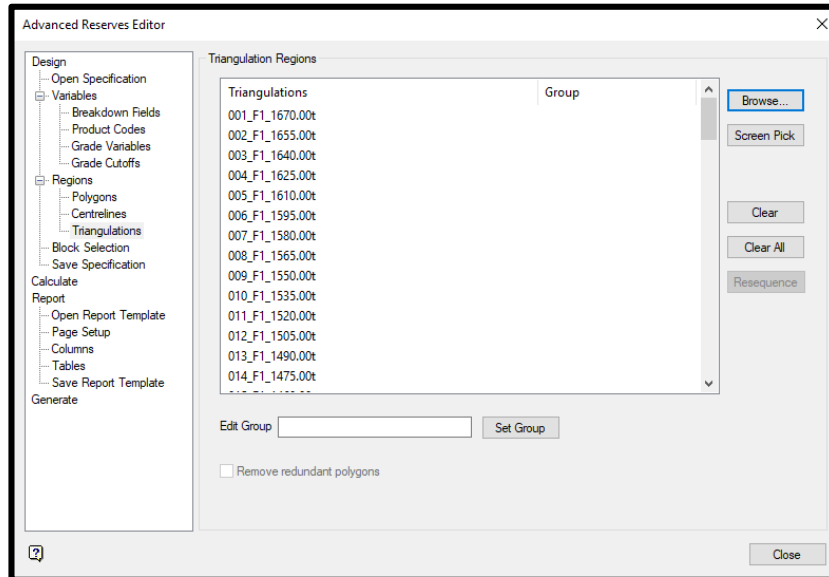 Advanced Reserves Editor
Design
Open Specification
Variables
Breakdown Fields
Product Codes
Grade Variables
Grade Cutoffs
Regions
Polygons
Centrelines
Triangulations
Block Selection
Save Specification
Calculate
Report
Open Report Template
Page Setup
Columns
Tables
Save Report Template
Generate
Triangulation Regions
Triangulations Group
001_F1_1670.00t
002_F1_1655.00t
003_F1_1640.00t
004_F1_1625.00t
005_F1_1610.00t
006_F1_1595.00t
007_F1_1580.00t
008_F1_1565.00t
009_F1_1550.00t
010_F1_1535.00t
011_F1_1520.00t
012_F1_1505.00t
013_F1_1490.00t
014_F1_1475.00t
Browse...
Screen Pick
Clear
Clear All
Resequence
Edit Group Set Group
Remove redundant polygons
Close